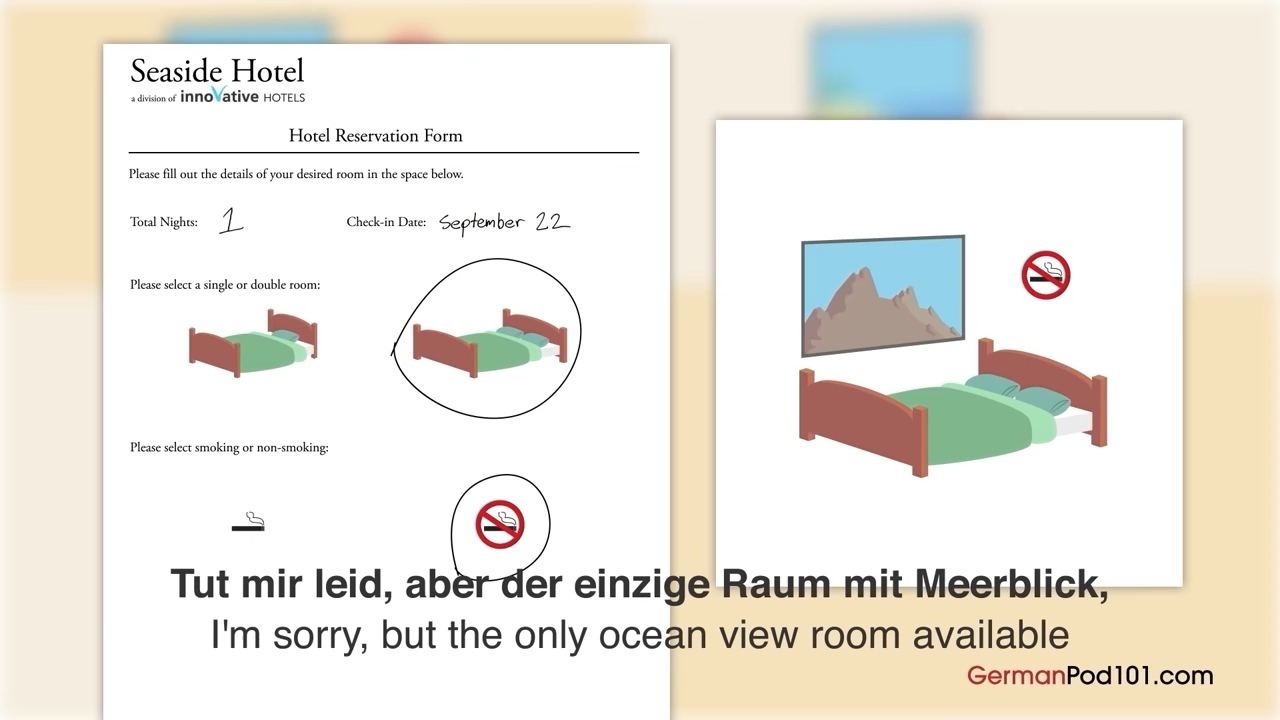 Seaside Hotel
a division of innoVative HOTELS
Hotel Reservation Form
Please fill out the details of your desired room in the space below.
Total Nights: 1 Check-in Date: September 22
Please select a single or double room:
Please select smoking or non-smoking:
Tut mir leid, aber der einzige Raum mit Meerblick,
I'm sorry, but the only ocean view room available
GermanPod101.com